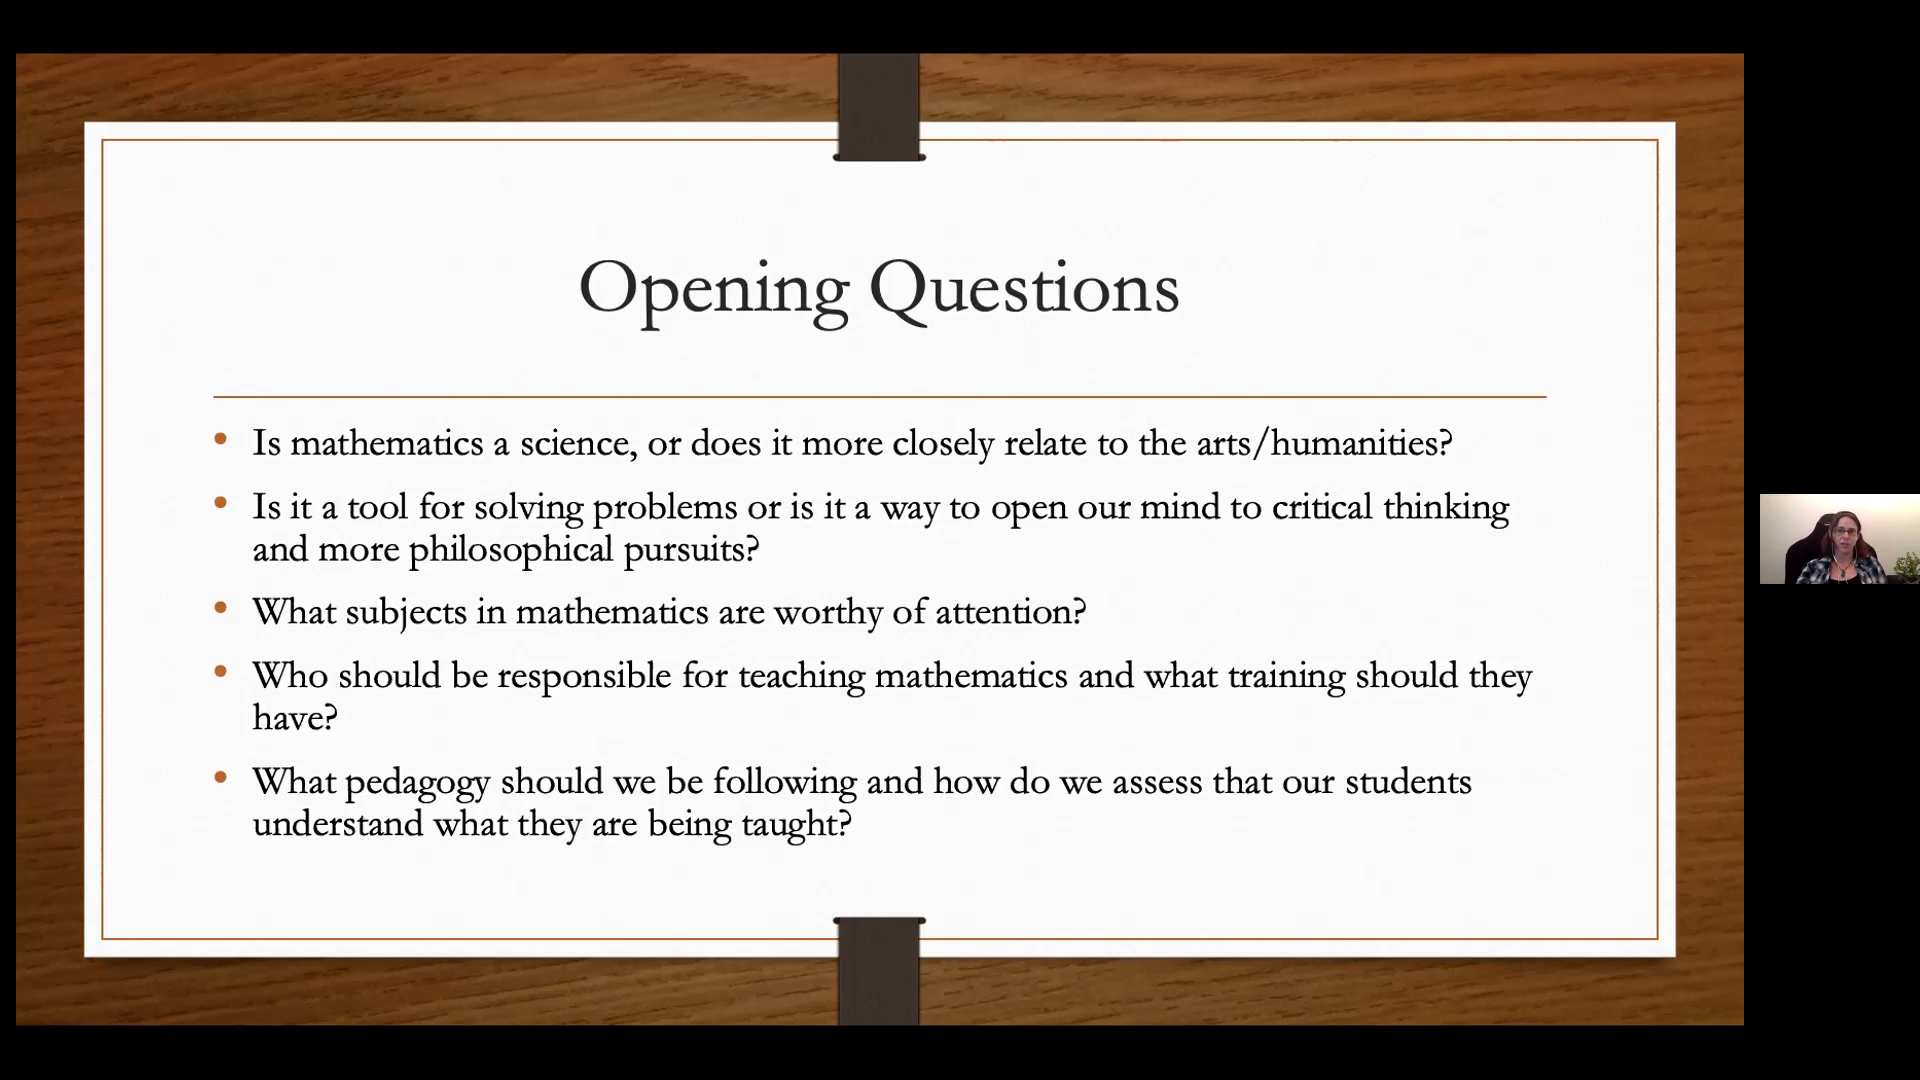 Opening Questions
• Is mathematics a science, or does it more closely relate to the arts/humanities?
• Is it a tool for solving problems or is it a way to open our mind to critical thinking
and more philosophical pursuits?
• What subjects in mathematics are worthy of attention?
• Who should be responsible for teaching mathematics and what training should they
have?
• What pedagogy should we be following and how do we assess that our students
understand what they are being taught?